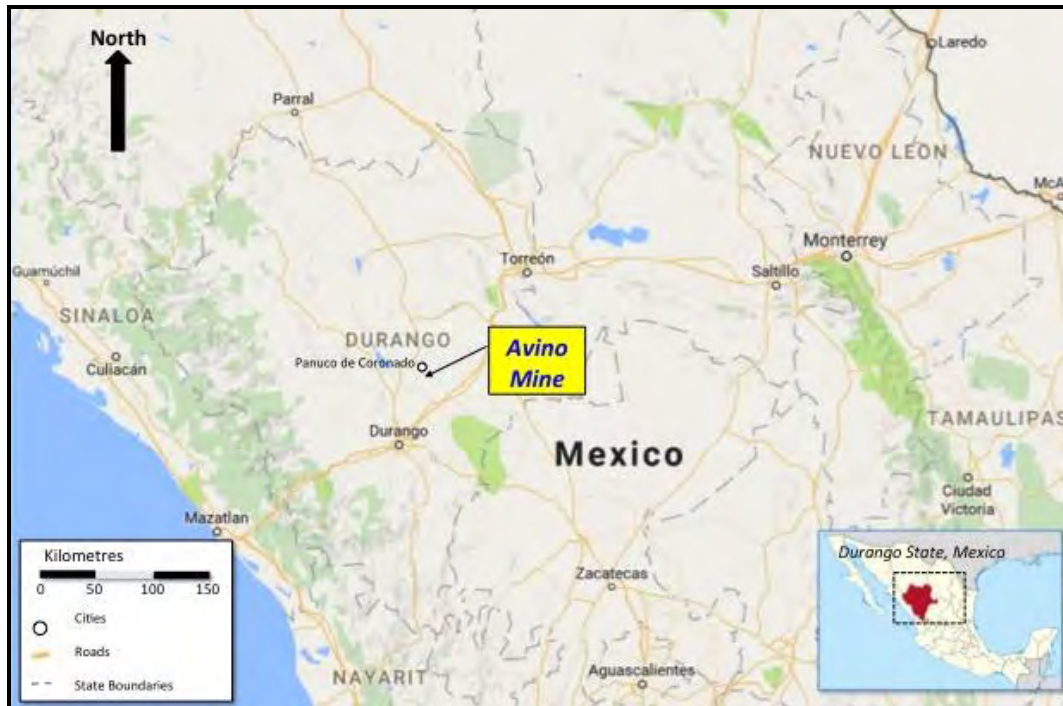 North
Laredo
Parral
NUEVO LEON
McA
Monterrey
Torreón
Saltillo
Guamúchil
SINALOA
DURANGO
Avino
Mine
Panuco de Coronado
Culiacán
TAMAULIPAS
Durango
Mexico
Ciudad
Victoria
Mazatlan
Kilometres
0 50 100 150
Cities
Roads
State Boundaries
Durango State, Mexico
Zacatecas
NAYARIT
Aguascalientes